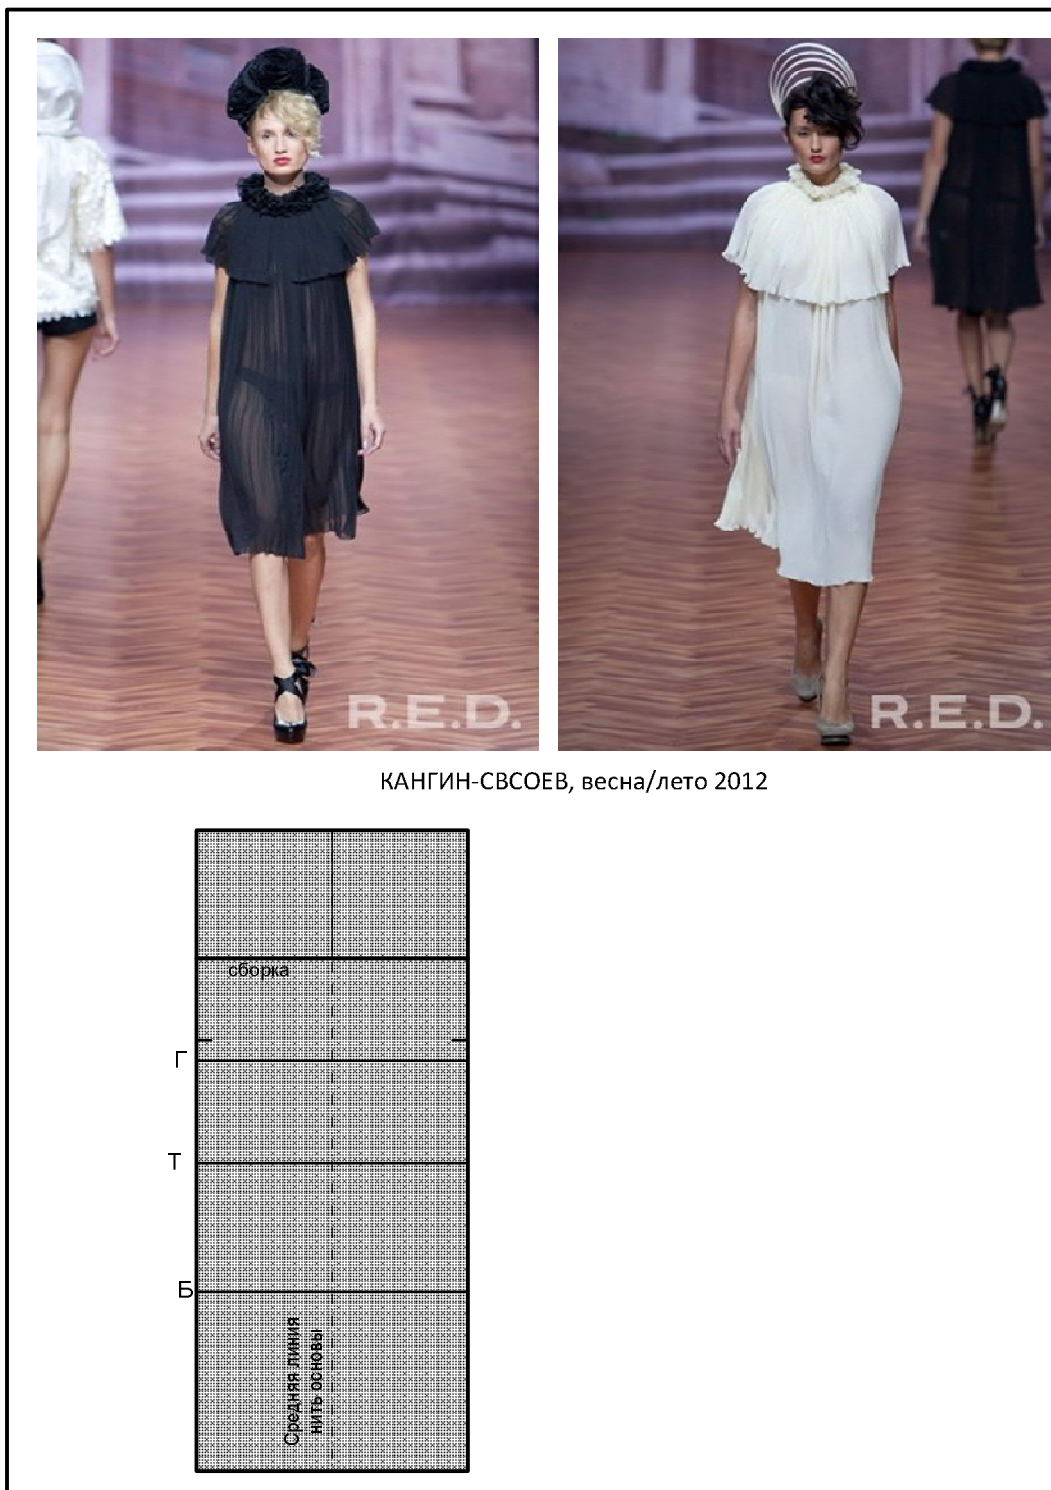 R.E.D.
R.E.D.
КАНГИН-СВСОЕВ, весна/лето 2012
сборка
Г
Т
Б
Средняя линия
нить основы